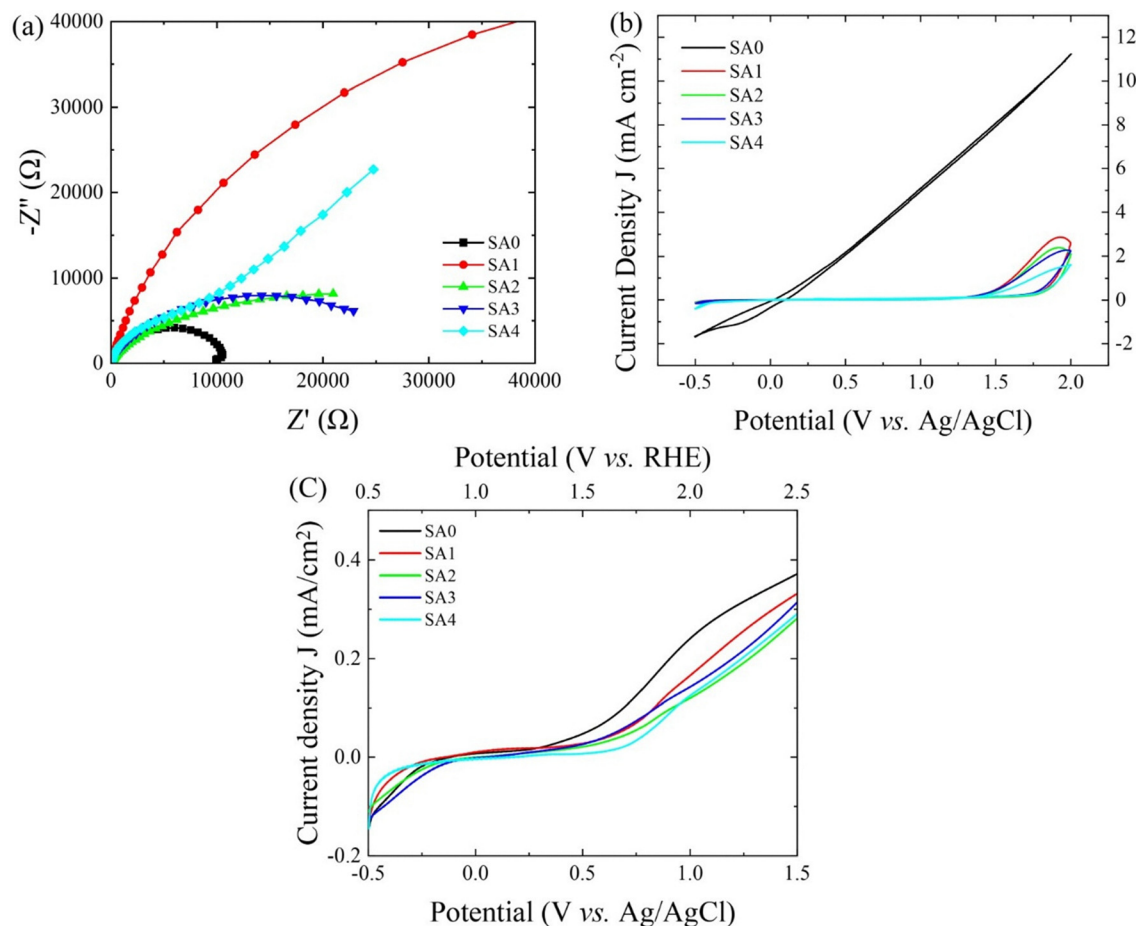 (a)
40000
30000
20000
10000
0
-Z" (Ω)
SA0
SA1
SA2
SA3
SA4
0 10000 20000 30000 40000
Z' (Ω)
(b)
SA0
SA1
SA2
SA3
SA4
Current Density J (mA cm-2)
12
10
8
6
4
2
0
-2
-0.5 0.0 0.5 1.0 1.5 2.0
Potential (V vs. Ag/AgCl)
Potential (V vs. RHE)
(C)
0.5 1.0 1.5 2.0 2.5
SA0
SA1
SA2
SA3
SA4
Current density J (mA/cm²)
0.4
0.2
0.0
-0.2
-0.5 0.0 0.5 1.0 1.5
Potential (V vs. Ag/AgCl)